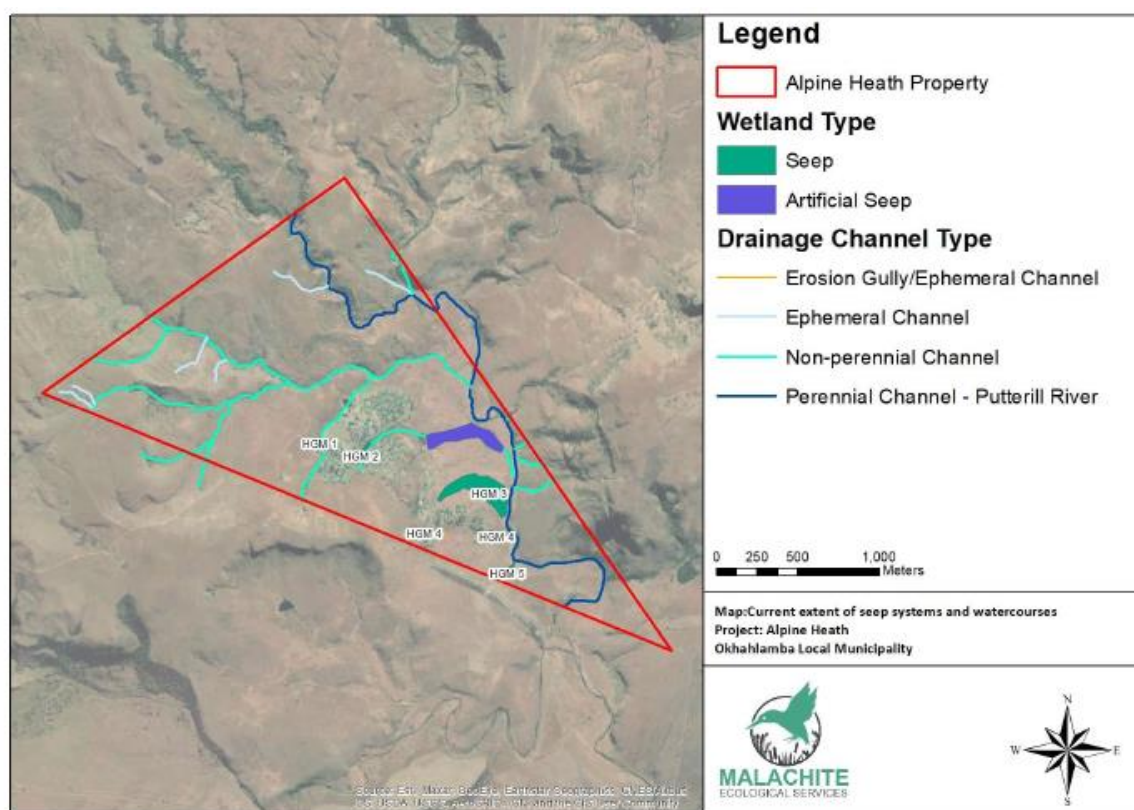 Legend
Alpine Heath Property
Wetland Type
Seep
Artificial Seep
Drainage Channel Type
Erosion Gully/Ephemeral Channel
Ephemeral Channel
Non-perennial Channel
Perennial Channel - Putterill River
HGM 1
HGM 2
HGM 3
HGM 4
HGM 4
HGM 5
0 250 500 1,000
Meters
Map:Current extent of seep systems and watercourses
Project: Alpine Heath
Okhahlamba Local Municipality
MALACHITE
ECOLOGICAL SERVICES
N
W E
S